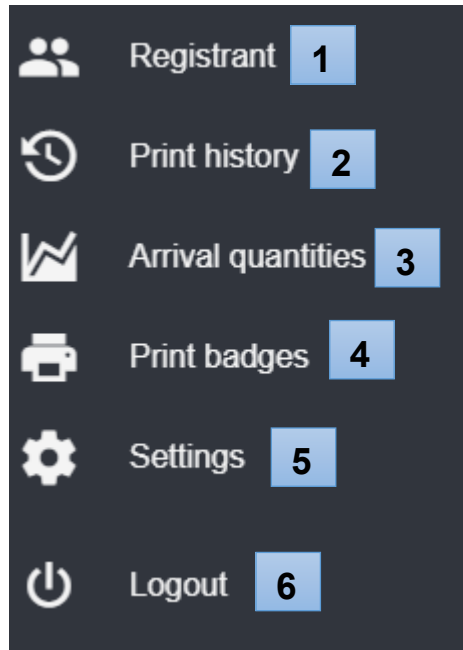 Registrant 1
Print history 2
Arrival quantities 3
Print badges 4
Settings 5
Logout 6